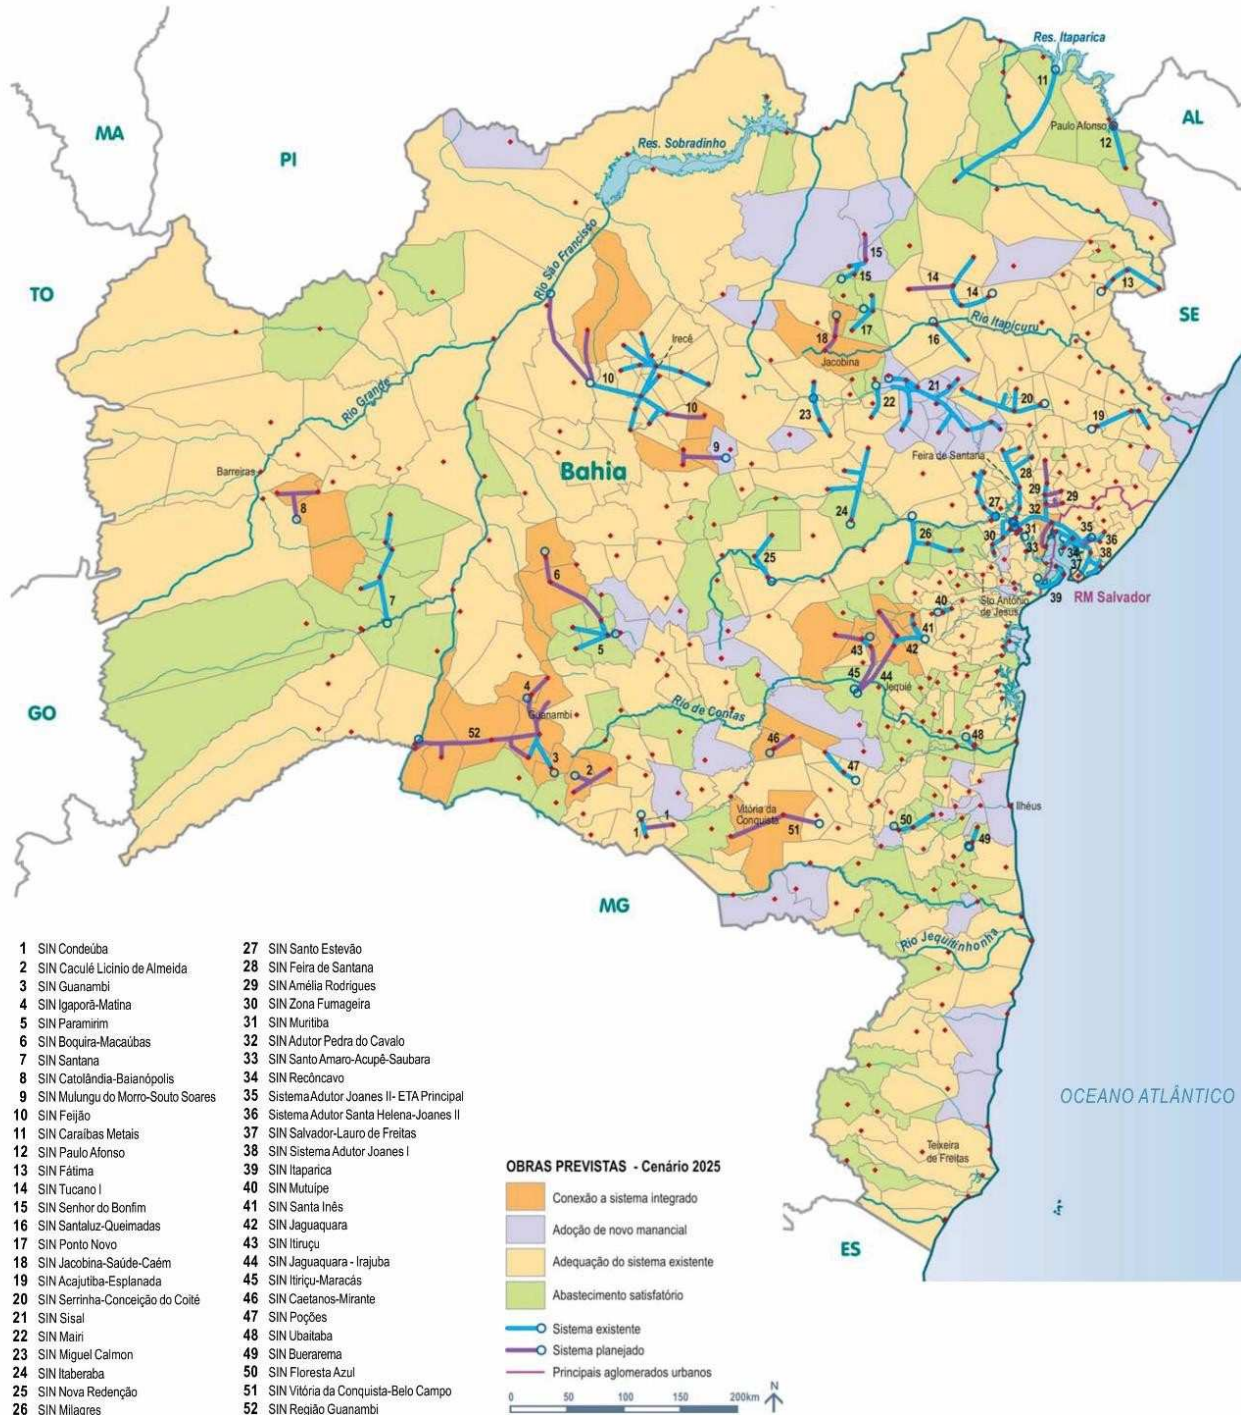 Res. Itaparica
11
MA
AL
Paulo Afonso
12
PI
Res. Sobradinho
Rio São Francisco
15
15
14
14
13
TO
SE
17
Rio Itapicuru
18
16
Irecê
Jacobina
10
Rio Grande
21
22
20
23
10
19
9
Feira de Santana
Barreiras
Bahia
28
29
29
8
24
27
32
26
30
31
35
36
33
34
38
25
37
6
39
RM Salvador
Sto Antônio
de Jesus
7
40
41
5
43
42
45
44
4
Jequié
GO
Guanambi
Rio de Contas
52
46
48
3
2
47
Ilhéus
Vitória da
Conquista
1
1
51
50
49
MG
Rio Jequitinhonha
OCEANO ATLÂNTICO
Teixeira
de Freitas
ES
1 SIN Condeúba
2 SIN Caculé Licinio de Almeida
3 SIN Guanambi
4 SIN Igaporã-Matina
5 SIN Paramirim
6 SIN Boquira-Macaúbas
7 SIN Santana
8 SIN Catolândia-Baianópolis
9 SIN Mulungu do Morro-Souto Soares
10 SIN Feijão
11 SIN Caraíbas Metais
12 SIN Paulo Afonso
13 SIN Fátima
14 SIN Tucano I
15 SIN Senhor do Bonfim
16 SIN Santaluz-Queimadas
17 SIN Ponto Novo
18 SIN Jacobina-Saúde-Caém
19 SIN Acajutiba-Esplanada
20 SIN Serrinha-Conceição do Coité
21 SIN Sisal
22 SIN Mairi
23 SIN Miguel Calmon
24 SIN Itaberaba
25 SIN Nova Redenção
26 SIN Milagres
27 SIN Santo Estevão
28 SIN Feira de Santana
29 SIN Amélia Rodrigues
30 SIN Zona Fumageira
31 SIN Muritiba
32 SIN Adutor Pedra do Cavalo
33 SIN Santo Amaro-Acupê-Saubara
34 SIN Recôncavo
35 Sistema Adutor Joanes II- ETA Principal
36 Sistema Adutor Santa Helena-Joanes II
37 SIN Salvador-Lauro de Freitas
38 SIN Sistema Adutor Joanes I
39 SIN Itaparica
40 SIN Mutuípe
41 SIN Santa Inês
42 SIN Jaguaquara
43 SIN Itiruçu
44 SIN Jaguaquara - Irajuba
45 SIN Itiriçu-Maracás
46 SIN Caetanos-Mirante
47 SIN Poções
48 SIN Ubaitaba
49 SIN Buerarema
50 SIN Floresta Azul
51 SIN Vitória da Conquista-Belo Campo
52 SIN Região Guanambi
OBRAS PREVISTAS - Cenário 2025
Conexão a sistema integrado
Adoção de novo manancial
Adequação do sistema existente
Abastecimento satisfatório
Sistema existente
Sistema planejado
Principais aglomerados urbanos
0 50 100 150 200km
N